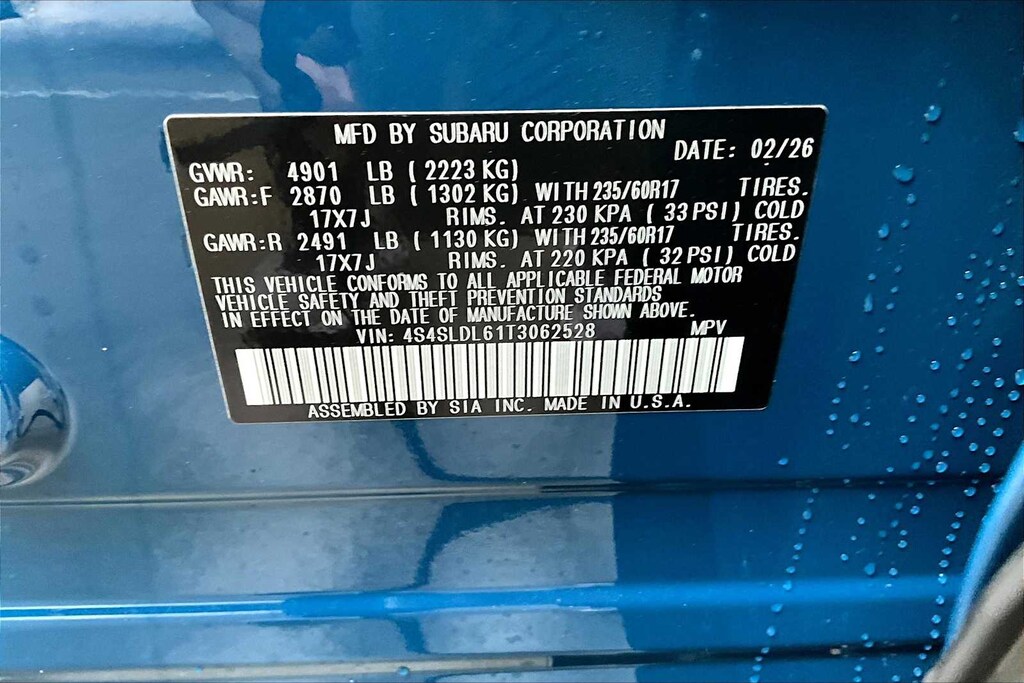 MFD BY SUBARU CORPORATION
DATE: 02/26
GVWR: 4901 LB ( 2223 KG)
GAWR:F 2870 LB ( 1302 KG) WITH 235/60R17 TIRES.
17X7J RIMS. AT 230 KPA ( 33 PSI) COLD
GAWR:R 2491 LB ( 1130 KG) WITH 235/60R17 TIRES.
17X7J RIMS. AT 220 KPA ( 32 PSI) COLD
THIS VEHICLE CONFORMS TO ALL APPLICABLE FEDERAL MOTOR
VEHICLE SAFETY AND THEFT PREVENTION STANDARDS
IN EFFECT ON THE DATE OF MANUFACTURE SHOWN ABOVE.
VIN: 4S4SLDL61T3062528 MPV
ASSEMBLED BY SIA INC. MADE IN U.S.A.